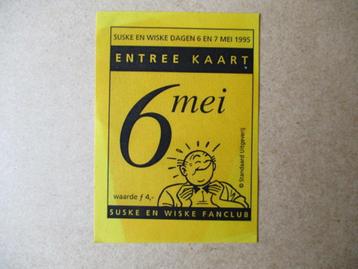 SUSKE EN WISKE DAGEN 6 EN 7 MEI 1995
ENTREE KAART
6 mei
waarde ƒ 4,-
© Standaard Uitgeverij
SUSKE EN WISKE FANCLUB